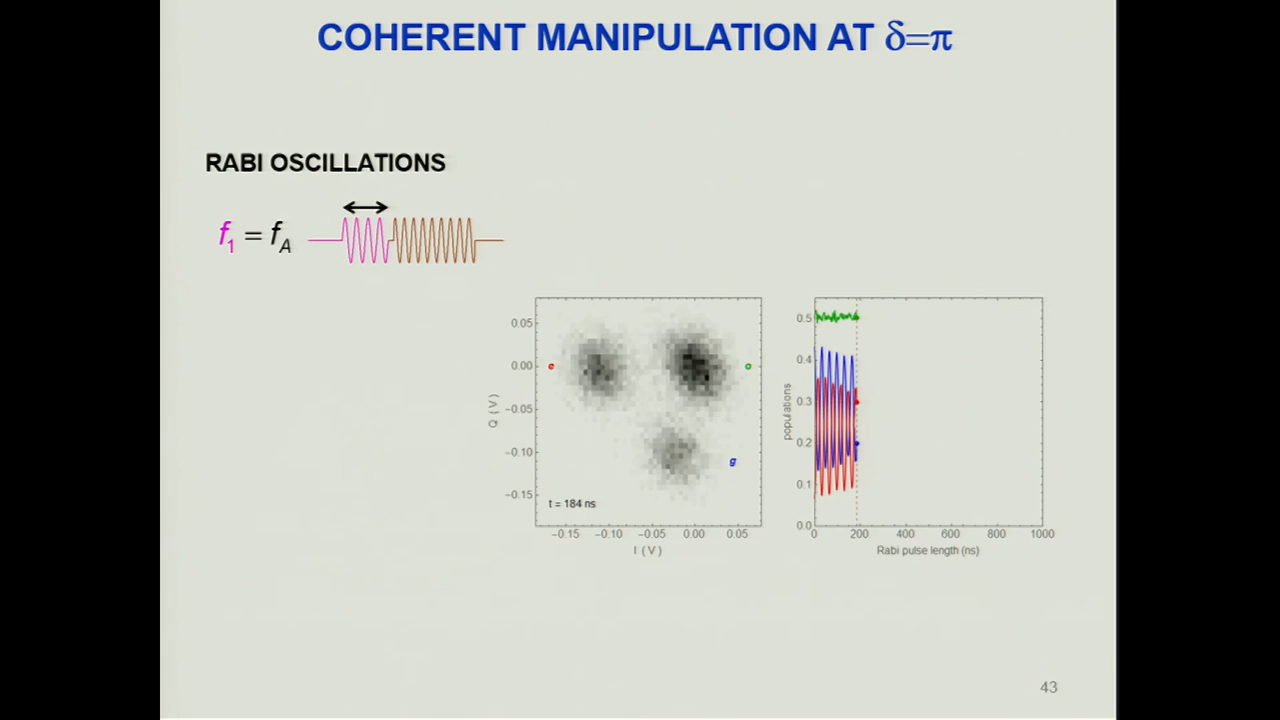 COHERENT MANIPULATION AT δ=π
RABI OSCILLATIONS
f1 = fA
0.05
0.00
−0.05
−0.10
−0.15
Q (V)
e
o
g
t = 184 ns
−0.15 −0.10 −0.05 0.00 0.05
I (V)
0.5
0.4
0.3
0.2
0.1
0.0
populations
0 200 400 600 800 1000
Rabi pulse length (ns)
43